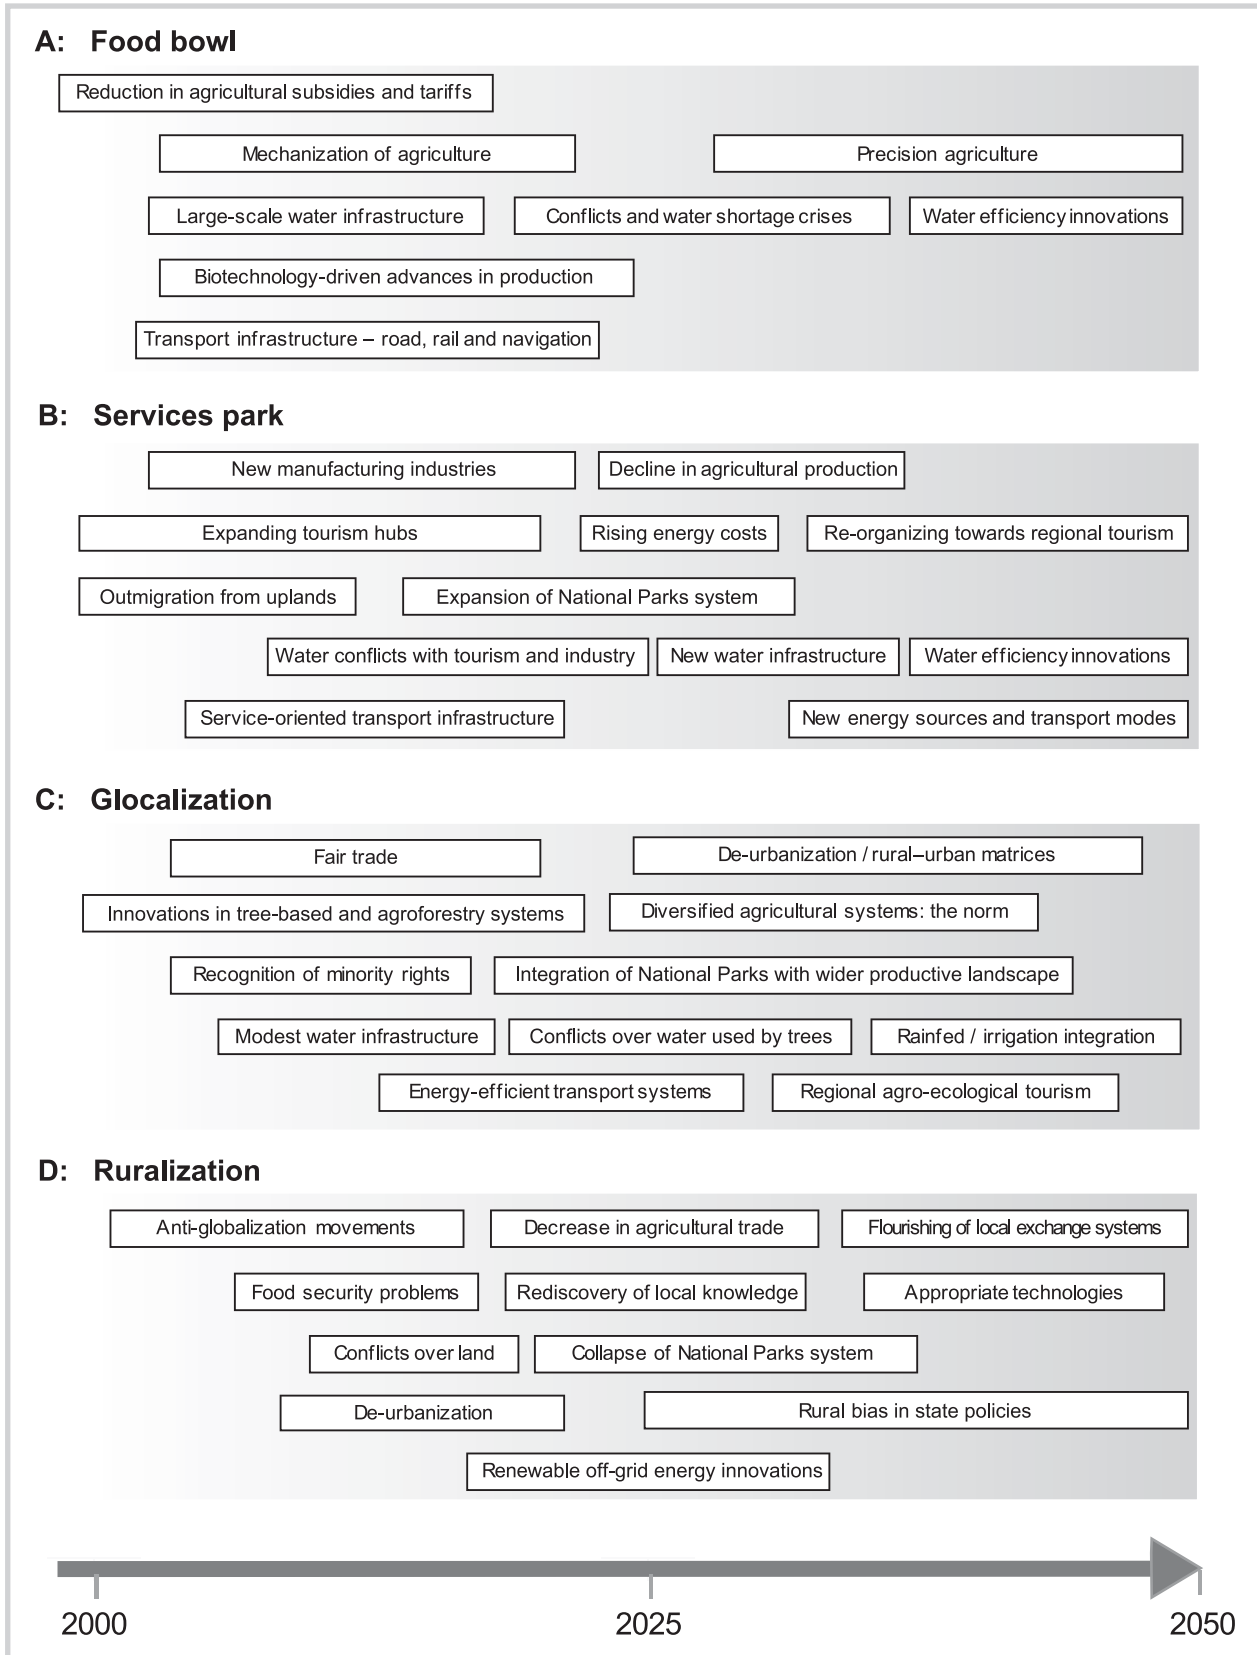 A: Food bowl
Reduction in agricultural subsidies and tariffs
Mechanization of agriculture
Precision agriculture
Large-scale water infrastructure
Conflicts and water shortage crises
Water efficiency innovations
Biotechnology-driven advances in production
Transport infrastructure – road, rail and navigation
B: Services park
New manufacturing industries
Decline in agricultural production
Expanding tourism hubs
Rising energy costs
Re-organizing towards regional tourism
Outmigration from uplands
Expansion of National Parks system
Water conflicts with tourism and industry
New water infrastructure
Water efficiency innovations
Service-oriented transport infrastructure
New energy sources and transport modes
C: Glocalization
Fair trade
De-urbanization / rural–urban matrices
Innovations in tree-based and agroforestry systems
Diversified agricultural systems: the norm
Recognition of minority rights
Integration of National Parks with wider productive landscape
Modest water infrastructure
Conflicts over water used by trees
Rainfed / irrigation integration
Energy-efficient transport systems
Regional agro-ecological tourism
D: Ruralization
Anti-globalization movements
Decrease in agricultural trade
Flourishing of local exchange systems
Food security problems
Rediscovery of local knowledge
Appropriate technologies
Conflicts over land
Collapse of National Parks system
De-urbanization
Rural bias in state policies
Renewable off-grid energy innovations
2000
2025
2050